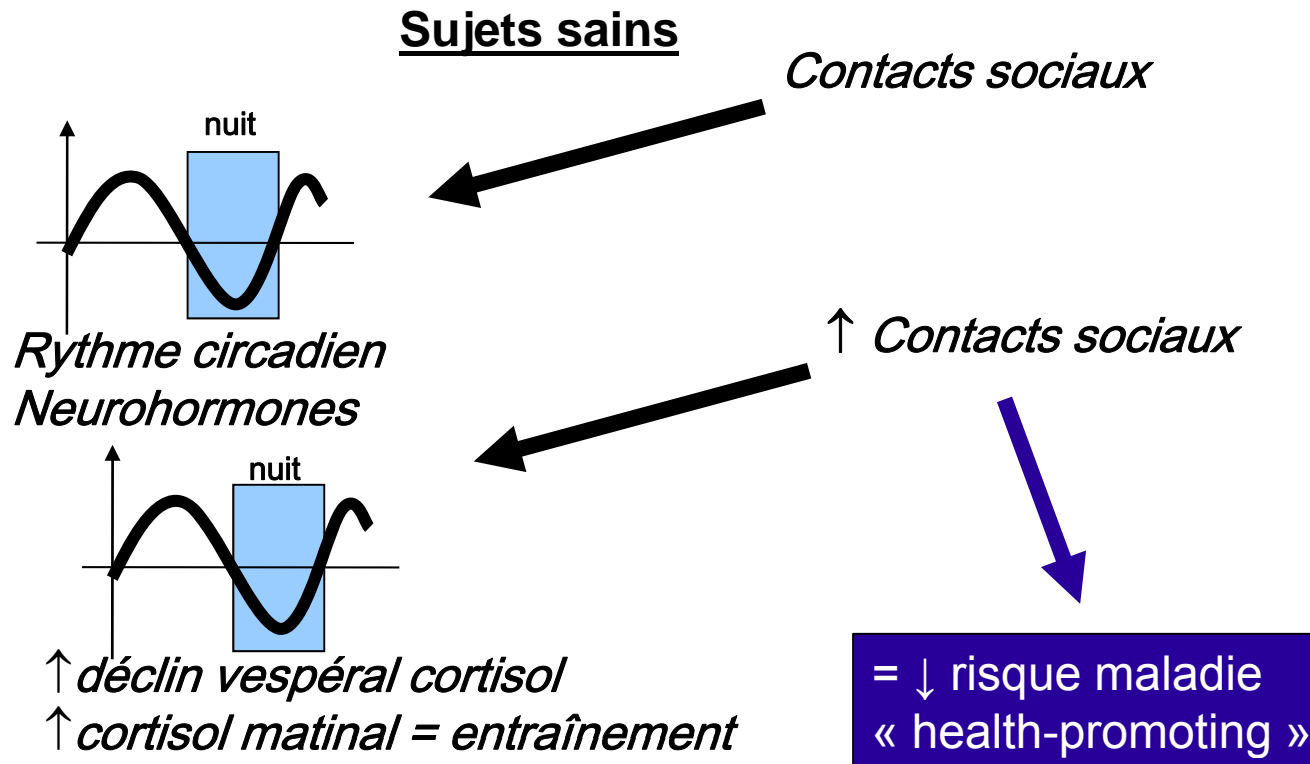 Sujets sains
Contacts sociaux
nuit
Rythme circadien
Neurohormones
↑ Contacts sociaux
nuit
↑ déclin vespéral cortisol
↑ cortisol matinal = entraînement
= ↓ risque maladie
« health-promoting »